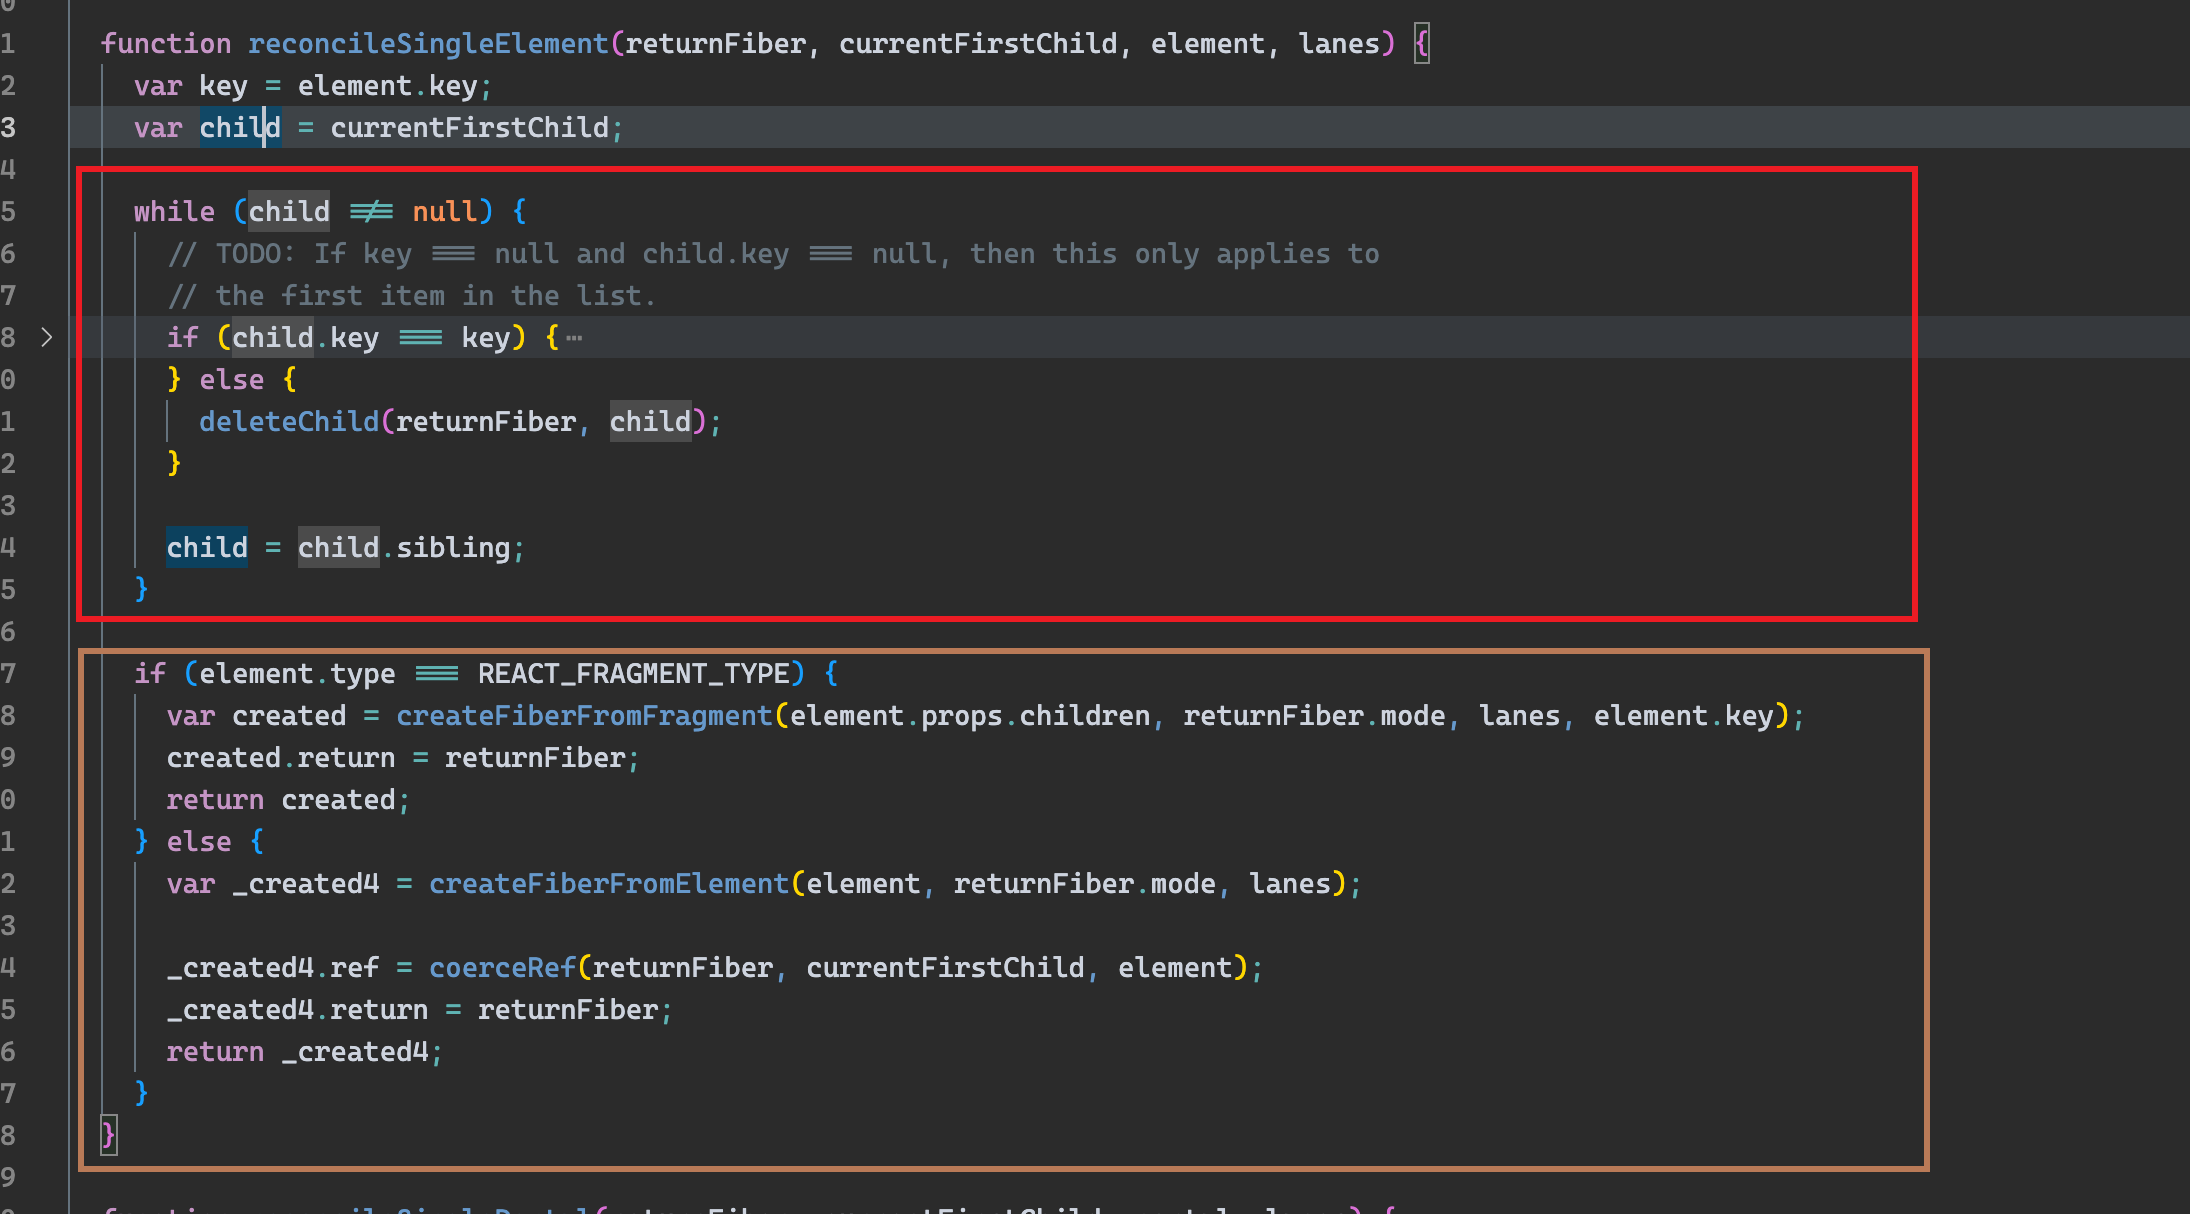 0
1 function reconcileSingleElement(returnFiber, currentFirstChild, element, lanes) {
2 var key = element.key;
3 var child = currentFirstChild;
4
5 while (child !== null) {
6 // TODO: If key === null and child.key === null, then this only applies to
7 // the first item in the list.
8 if (child.key === key) {…
0 } else {
1 deleteChild(returnFiber, child);
2 }
3
4 child = child.sibling;
5 }
6
7 if (element.type === REACT_FRAGMENT_TYPE) {
8 var created = createFiberFromFragment(element.props.children, returnFiber.mode, lanes, element.key);
9 created.return = returnFiber;
0 return created;
1 } else {
2 var _created4 = createFiberFromElement(element, returnFiber.mode, lanes);
3
4 _created4.ref = coerceRef(returnFiber, currentFirstChild, element);
5 _created4.return = returnFiber;
6 return _created4;
7 }
8 }
9